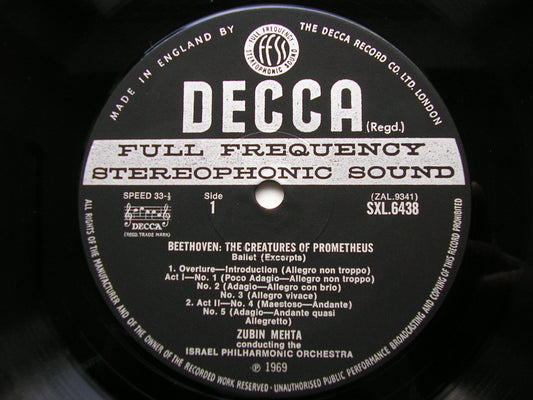 MADE IN ENGLAND BY
THE DECCA RECORD CO. LTD. LONDON
FULL FREQUENCY
ffss
STEREOPHONIC SOUND
DECCA
(Regd.)
FULL FREQUENCY
STEREOPHONIC SOUND
SPEED 33-⅓
DECCA
(REGD. TRADE MARK)
Side
1
(ZAL.9341)
SXL.6438
BEETHOVEN: THE CREATURES OF PROMETHEUS
Ballet (Excerpts)
1. Overture—Introduction (Allegro non troppo)
Act I—No. 1 (Poco Adagio—Allegro non troppo)
No. 2 (Adagio—Allegro con brio)
No. 3 (Allegro vivace)
2. Act II—No. 4 (Maestoso—Andante)
No. 5 (Adagio—Andante quasi
Allegretto)
ZUBIN MEHTA
conducting the
ISRAEL PHILHARMONIC ORCHESTRA
℗ 1969
ALL RIGHTS OF THE MANUFACTURER AND OF THE OWNER OF THE RECORDED WORK RESERVED · UNAUTHORISED PUBLIC PERFORMANCE BROADCASTING AND COPYING OF THIS RECORD PROHIBITED